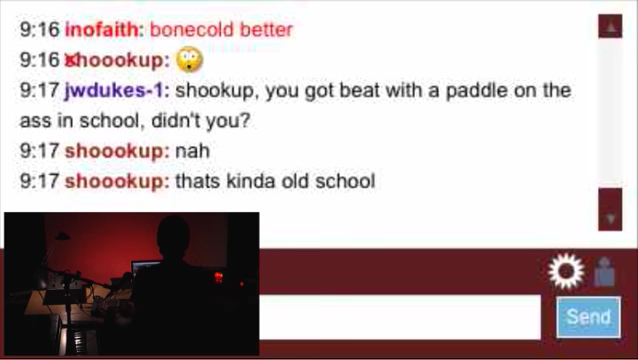 9:16 inofaith: bonecold better
9:16 shoookup:
9:17 jwdukes-1: shookup, you got beat with a paddle on the
ass in school, didn't you?
9:17 shoookup: nah
9:17 shoookup: thats kinda old school
Send